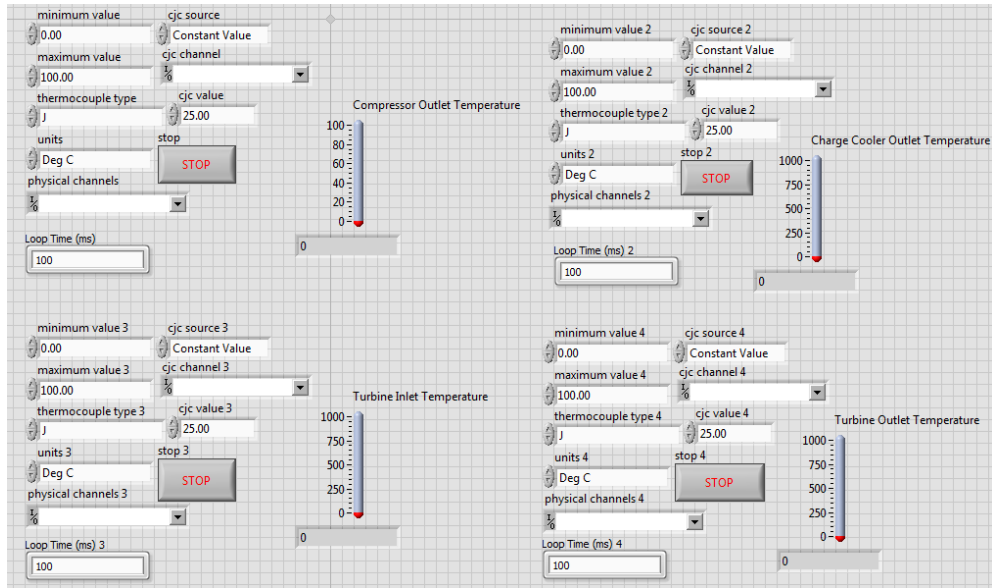 minimum value cjc source
0.00 Constant Value
maximum value cjc channel
100.00
thermocouple type cjc value
J 25.00
units stop
Deg C STOP
physical channels
Loop Time (ms)
100
Compressor Outlet Temperature
100
80
60
40
20
0
0
minimum value 2 cjc source 2
0.00 Constant Value
maximum value 2 cjc channel 2
100.00
thermocouple type 2 cjc value 2
J 25.00
units 2 stop 2
Deg C STOP
physical channels 2
Loop Time (ms) 2
100
Charge Cooler Outlet Temperature
1000
750
500
250
0
0
minimum value 3 cjc source 3
0.00 Constant Value
maximum value 3 cjc channel 3
100.00
thermocouple type 3 cjc value 3
J 25.00
units 3 stop 3
Deg C STOP
physical channels 3
Loop Time (ms) 3
100
Turbine Inlet Temperature
1000
750
500
250
0
0
minimum value 4 cjc source 4
0.00 Constant Value
maximum value 4 cjc channel 4
100.00
thermocouple type 4 cjc value 4
J 25.00
units 4 stop 4
Deg C STOP
physical channels 4
Loop Time (ms) 4
100
Turbine Outlet Temperature
1000
750
500
250
0
0